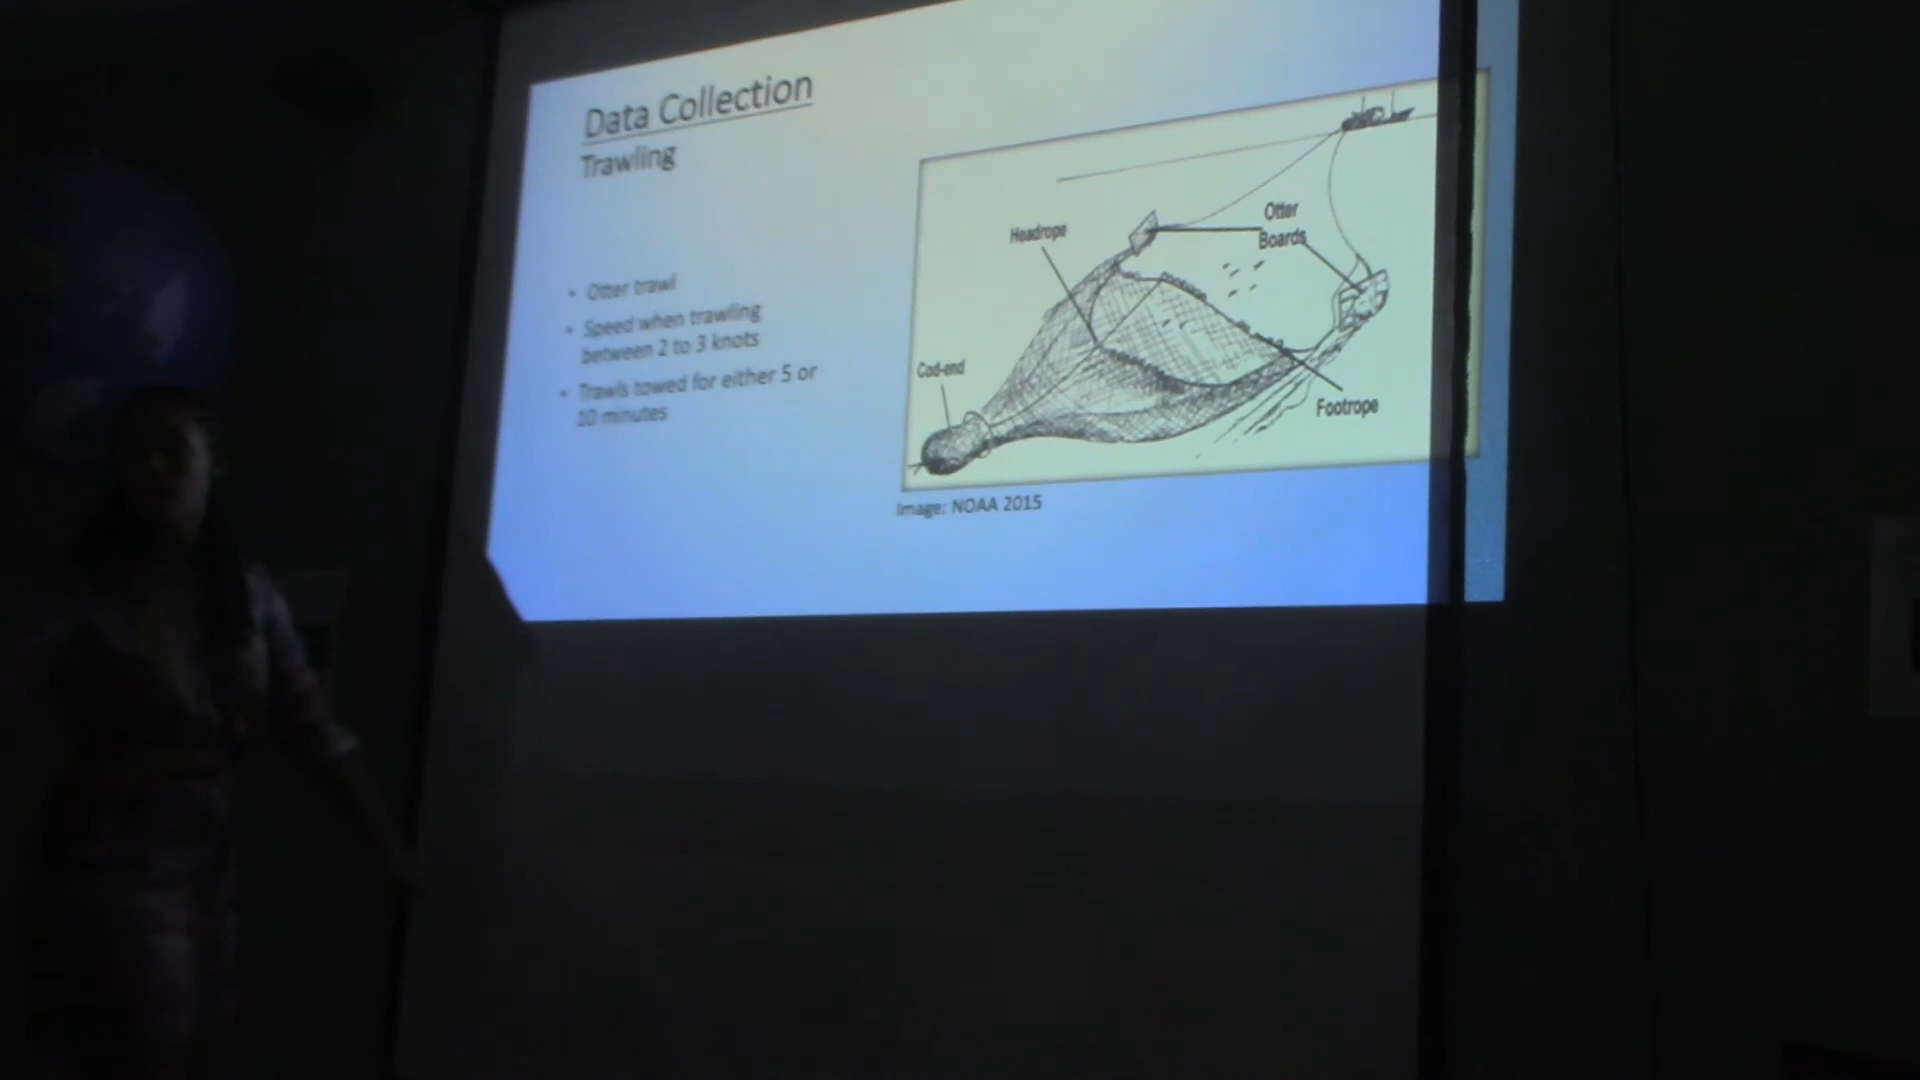 Data Collection
Trawling
• Otter trawl
• Speed when trawling
between 2 to 3 knots
• Trawls towed for either 5 or
10 minutes
Headrope
Otter
Boards
Cod-end
Footrope
Image: NOAA 2015